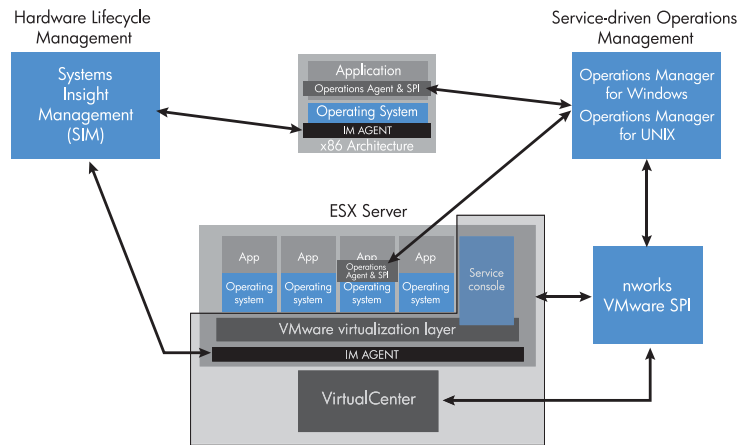 Hardware Lifecycle
Management
Service-driven Operations
Management
Systems
Insight
Management
(SIM)
Application
Operations Agent & SPI
Operating System
IM AGENT
x86 Architecture
Operations Manager
for Windows
Operations Manager
for UNIX
ESX Server
App
App
App
App
Operations
Agent & SPI
Operating
system
Operating
system
Operating
system
Operating
system
Service
console
VMware virtualization layer
IM AGENT
nworks
VMware SPI
VirtualCenter